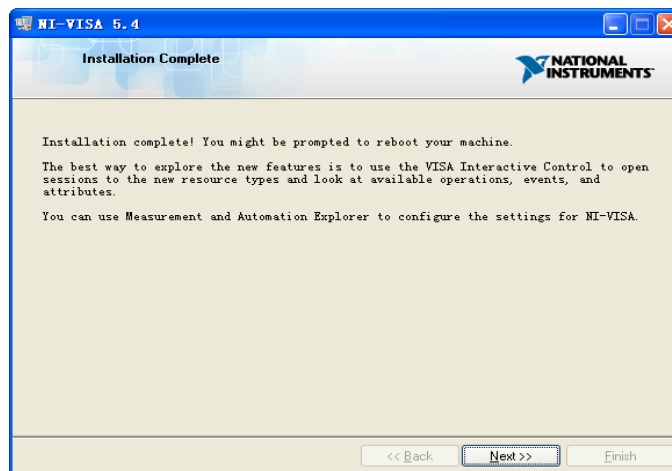 NI-VISA 5.4
Installation Complete
NATIONAL
INSTRUMENTS
Installation complete! You might be prompted to reboot your machine.
The best way to explore the new features is to use the VISA Interactive Control to open
sessions to the new resource types and look at available operations, events, and
attributes.
You can use Measurement and Automation Explorer to configure the settings for NI-VISA.
<< Back
Next >>
Finish